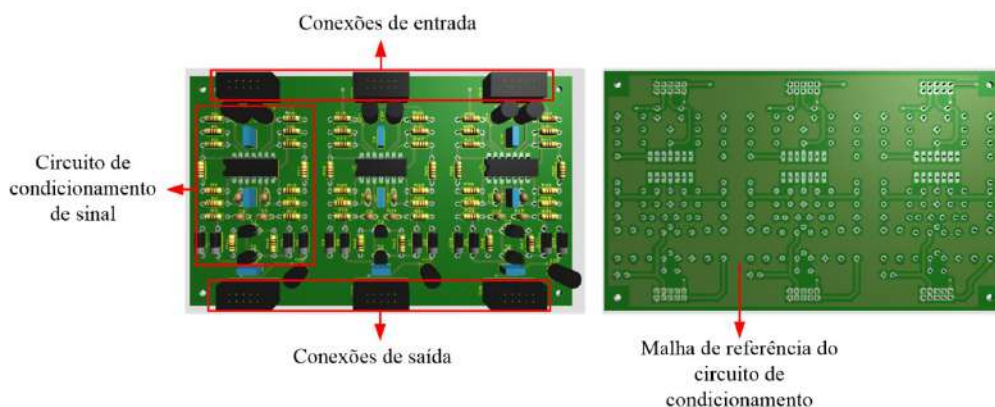 Conexões de entrada
Circuito de
condicionamento
de sinal
Conexões de saída
Malha de referência do
circuito de
condicionamento